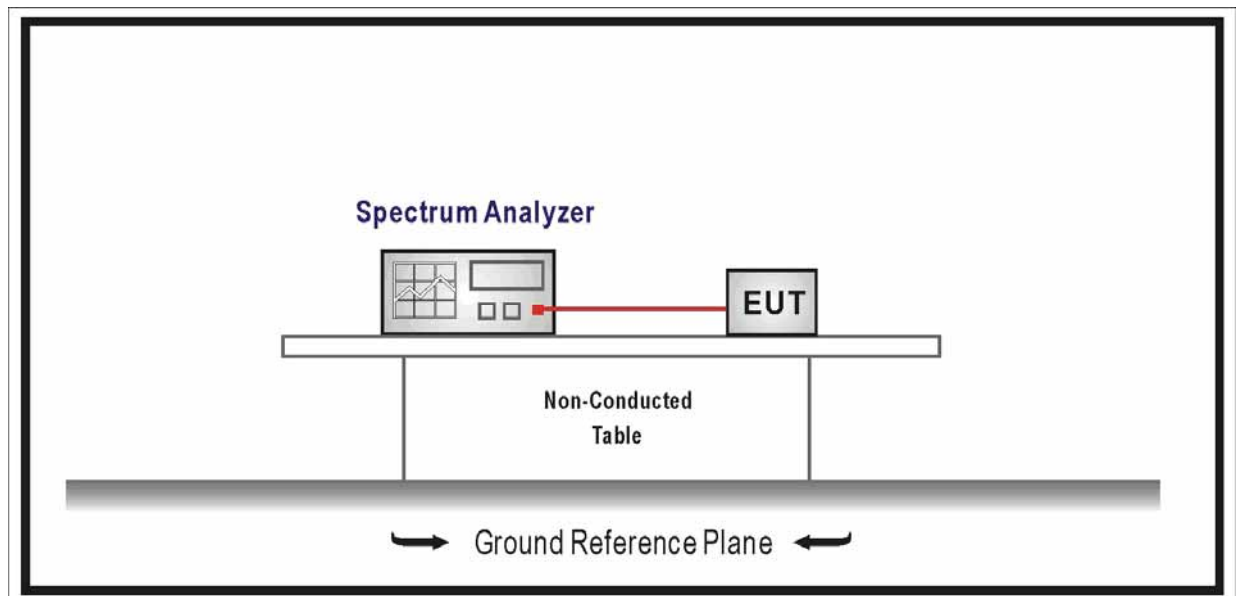 Spectrum Analyzer
EUT
Non-Conducted
Table
Ground Reference Plane